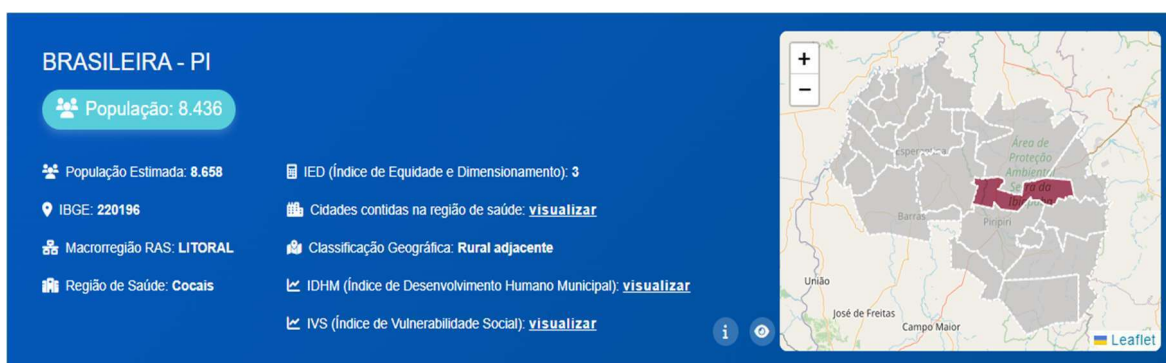 BRASILEIRA - PI
População: 8.436
População Estimada: 8.658
IBGE: 220196
Macrorregião RAS: LITORAL
Região de Saúde: Cocais
IED (Índice de Equidade e Dimensionamento): 3
Cidades contidas na região de saúde: visualizar
Classificação Geográfica: Rural adjacente
IDHM (Índice de Desenvolvimento Humano Municipal): visualizar
IVS (Índice de Vulnerabilidade Social): visualizar
i
+
−
Esperantina
Área de
Proteção
Ambiental
Serra da
Ibiapaba
Barras
Piripiri
União
José de Freitas
Campo Maior
Leaflet